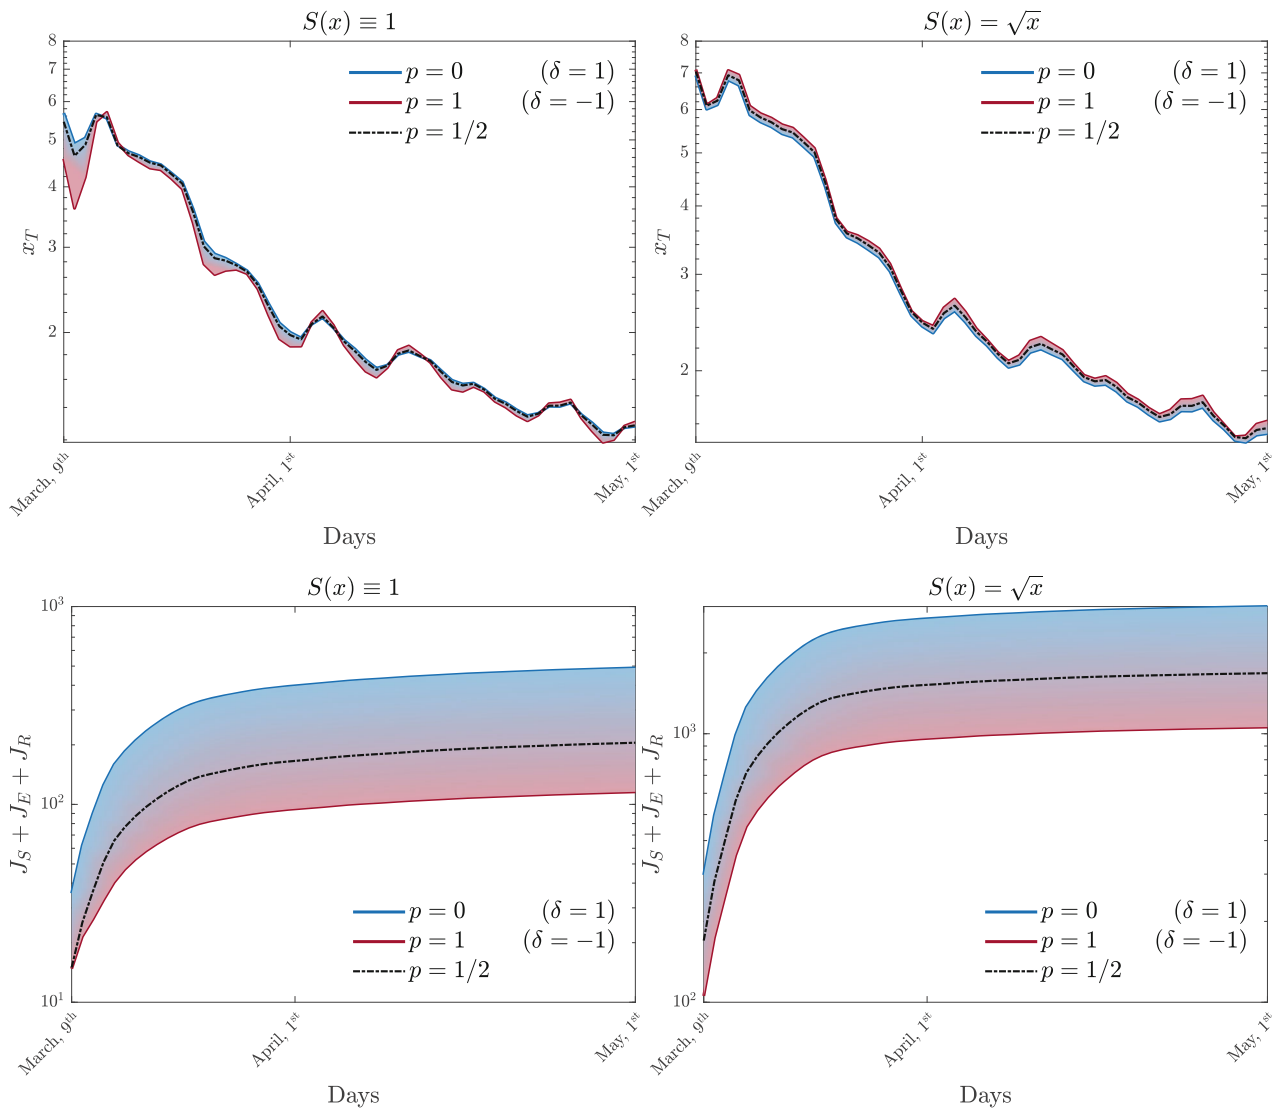 S(x) ≡ 1
8
7
6
5
4
3
2
x_T
p = 0 (δ = 1)
p = 1 (δ = −1)
p = 1/2
March, 9th
April, 1st
May, 1st
Days
S(x) = √x
8
7
6
5
4
3
2
x_T
p = 0 (δ = 1)
p = 1 (δ = −1)
p = 1/2
March, 9th
April, 1st
May, 1st
Days
S(x) ≡ 1
10^3
10^2
10^1
J_S + J_E + J_R
p = 0 (δ = 1)
p = 1 (δ = −1)
p = 1/2
March, 9th
April, 1st
May, 1st
Days
S(x) = √x
10^3
10^2
J_S + J_E + J_R
p = 0 (δ = 1)
p = 1 (δ = −1)
p = 1/2
March, 9th
April, 1st
May, 1st
Days